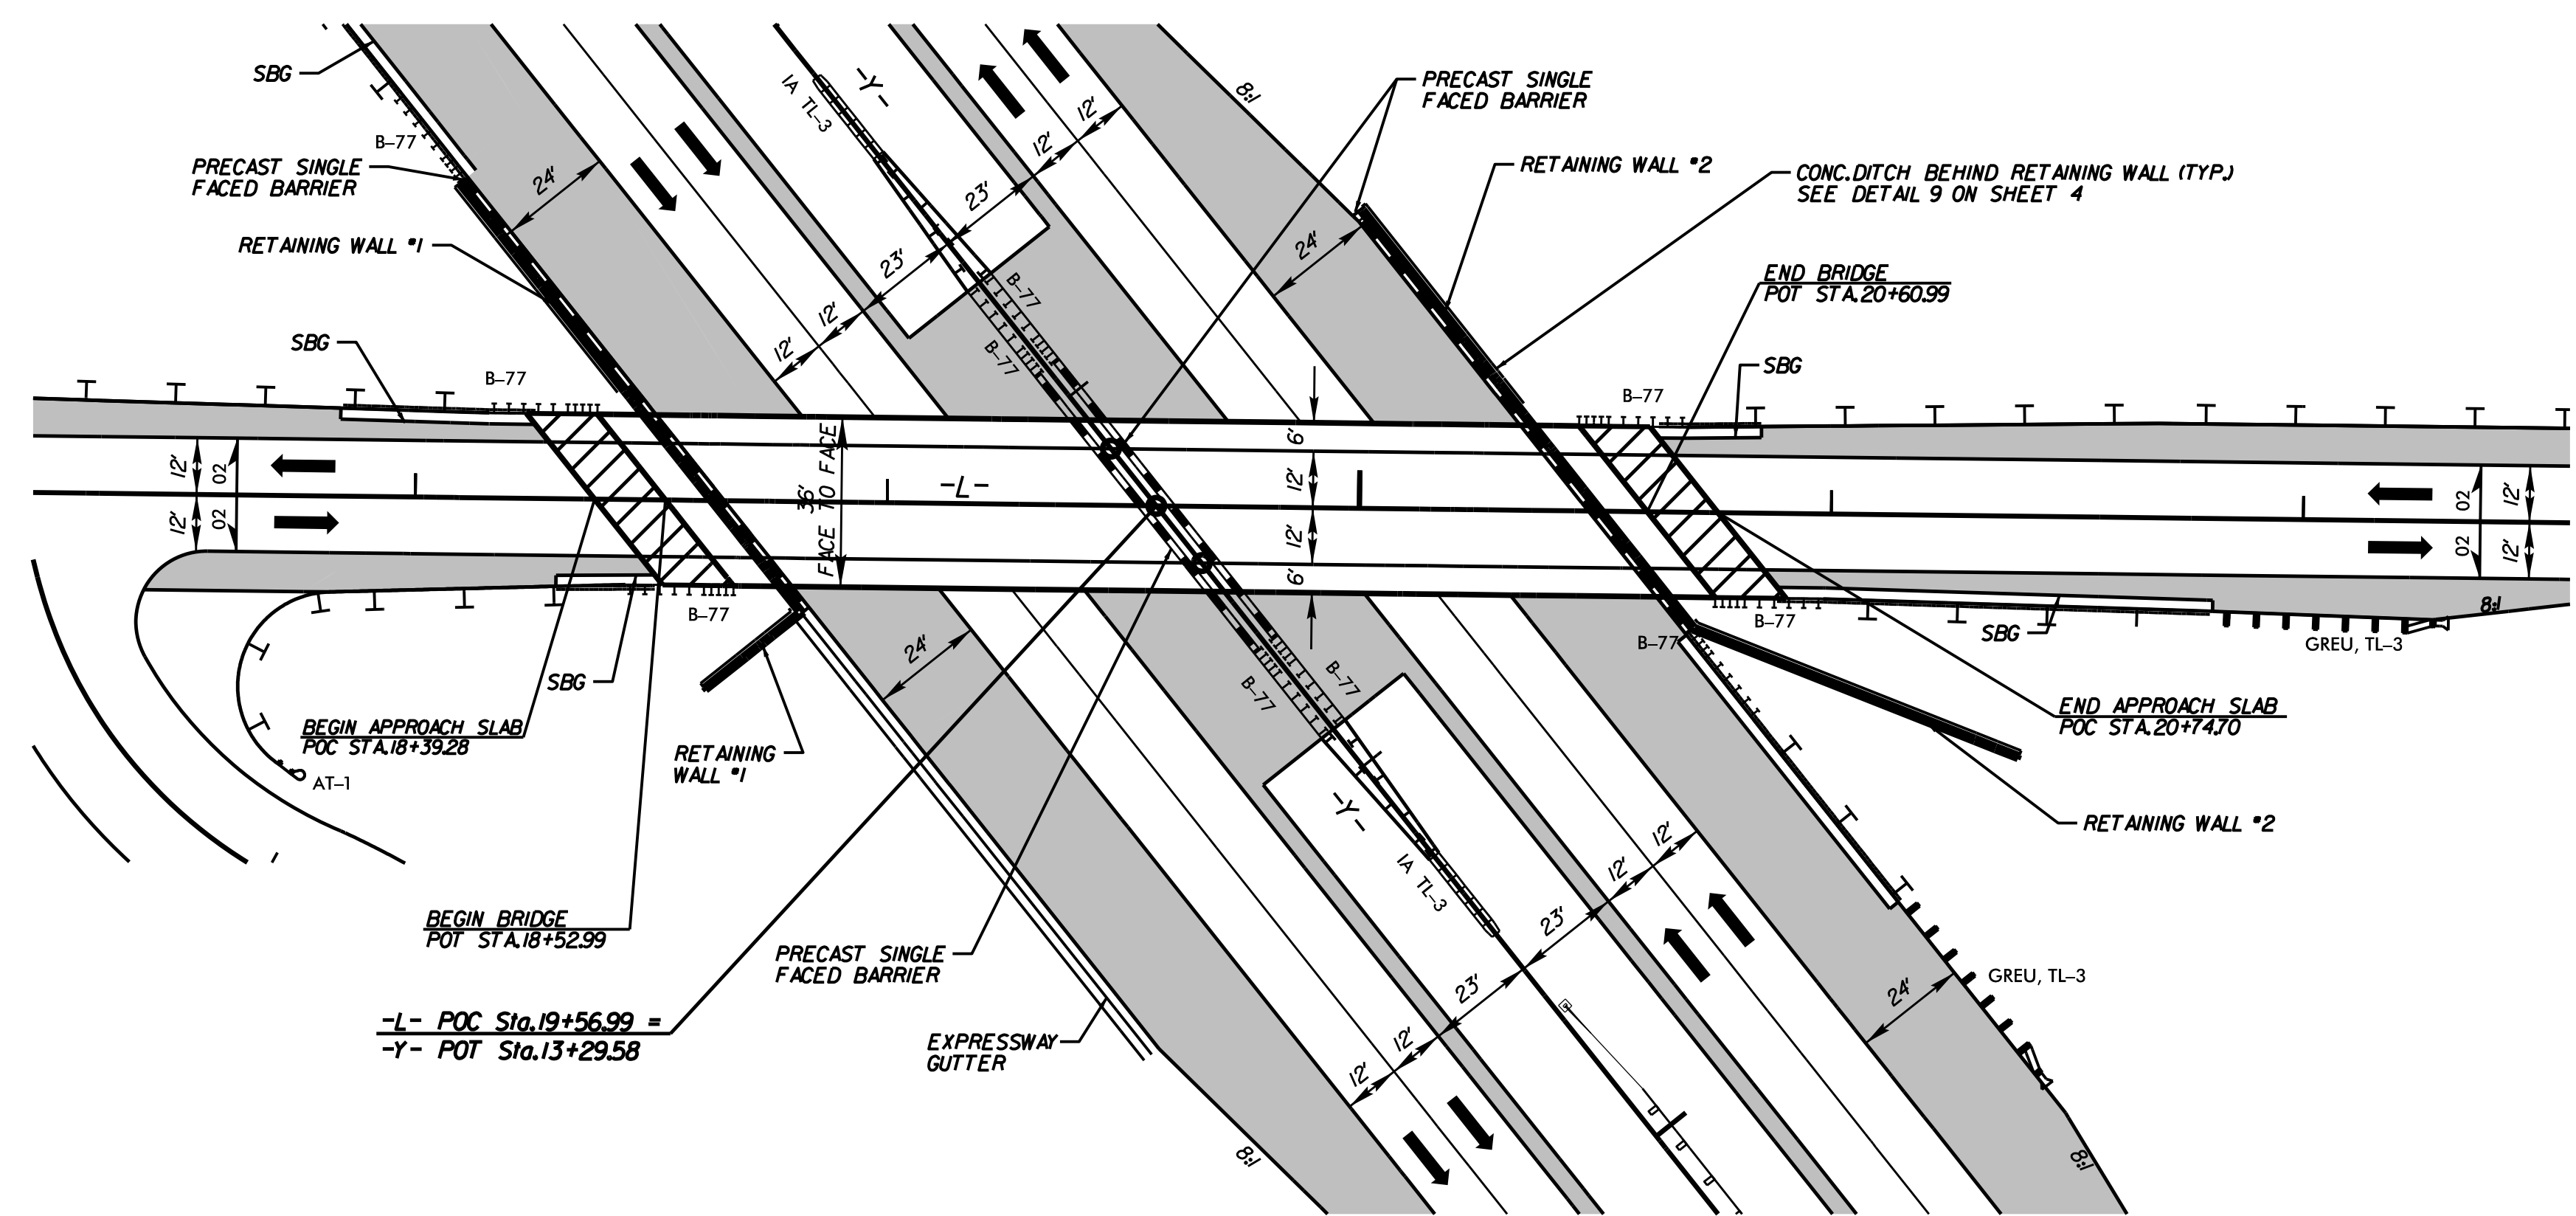 SBG
B-77
PRECAST SINGLE
FACED BARRIER
RETAINING WALL #1
24'
IA TL-3
-Y-
12'
12'
23'
23'
12'
12'
B-77
B-77
8:1
PRECAST SINGLE
FACED BARRIER
RETAINING WALL #2
CONC. DITCH BEHIND RETAINING WALL (TYP.)
SEE DETAIL 9 ON SHEET 4
24'
END BRIDGE
POT STA. 20+60.99
SBG
B-77
SBG
B-77
12'
12'
02
02
36'
FACE TO FACE
-L-
6'
12'
12'
6'
02
02
12'
12'
8:1
GREU, TL-3
SBG
B-77
B-77
B-77
SBG
BEGIN APPROACH SLAB
POC STA. 18+39.28
AT-1
RETAINING
WALL #1
24'
B-77
B-77
-Y-
IA TL-3
END APPROACH SLAB
POC STA. 20+74.70
RETAINING WALL #2
BEGIN BRIDGE
POT STA. 18+52.99
PRECAST SINGLE
FACED BARRIER
-L- POC Sta. 19+56.99 =
-Y- POT Sta. 13+29.58
EXPRESSWAY
GUTTER
12'
12'
23'
23'
12'
12'
24'
GREU, TL-3
8:1
8:1